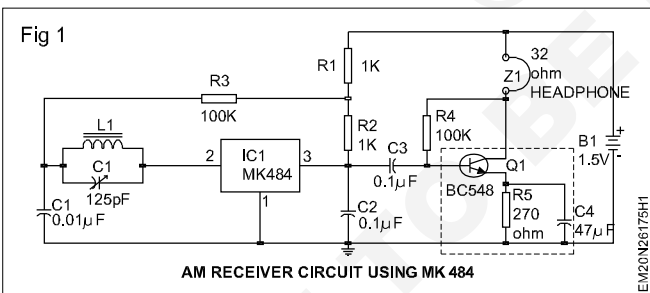 Fig 1
R1
1K
32
Z1
ohm
HEADPHONE
R3
100K
R2
1K
R4
100K
B1
1.5V
+
-
L1
C1
125pF
2
IC1
MK484
3
1
C3
0.1µF
Q1
BC548
C1
0.01µF
C2
0.1µF
R5
270
ohm
C4
47µF
AM RECEIVER CIRCUIT USING MK 484
EM20N26175H1